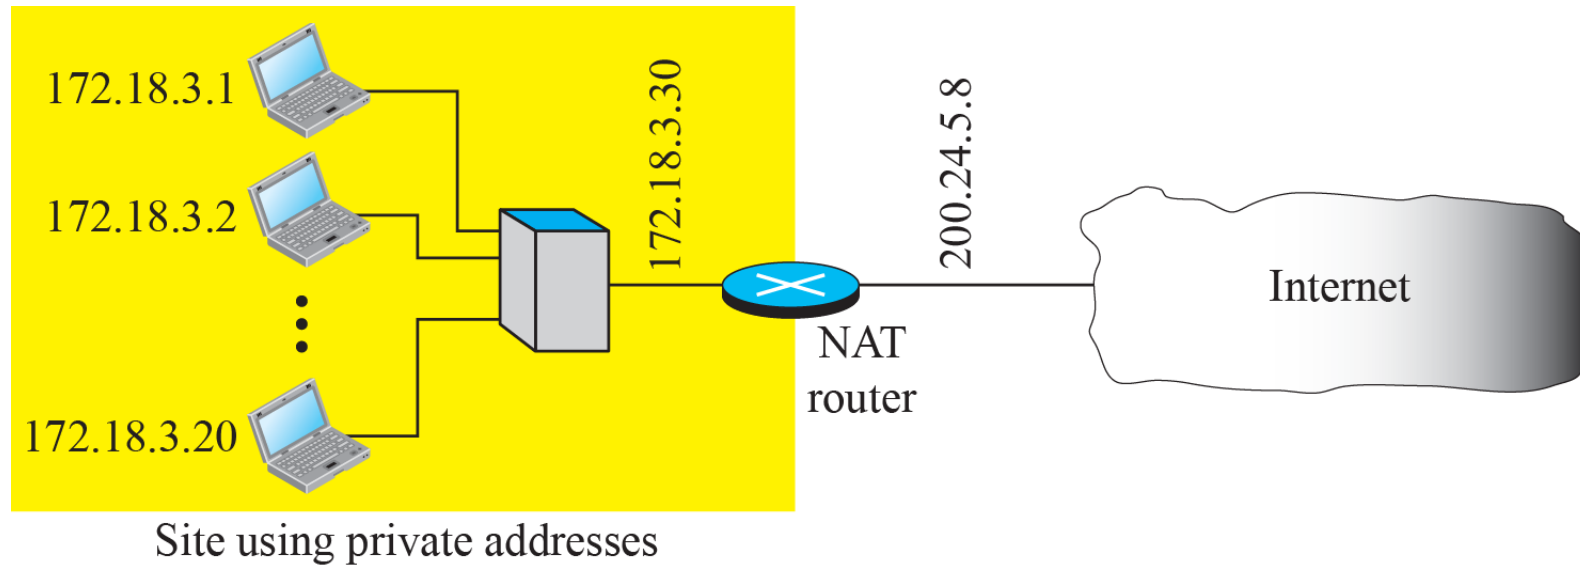 172.18.3.1
172.18.3.2
172.18.3.20
172.18.3.30
200.24.5.8
NAT
router
Internet
Site using private addresses